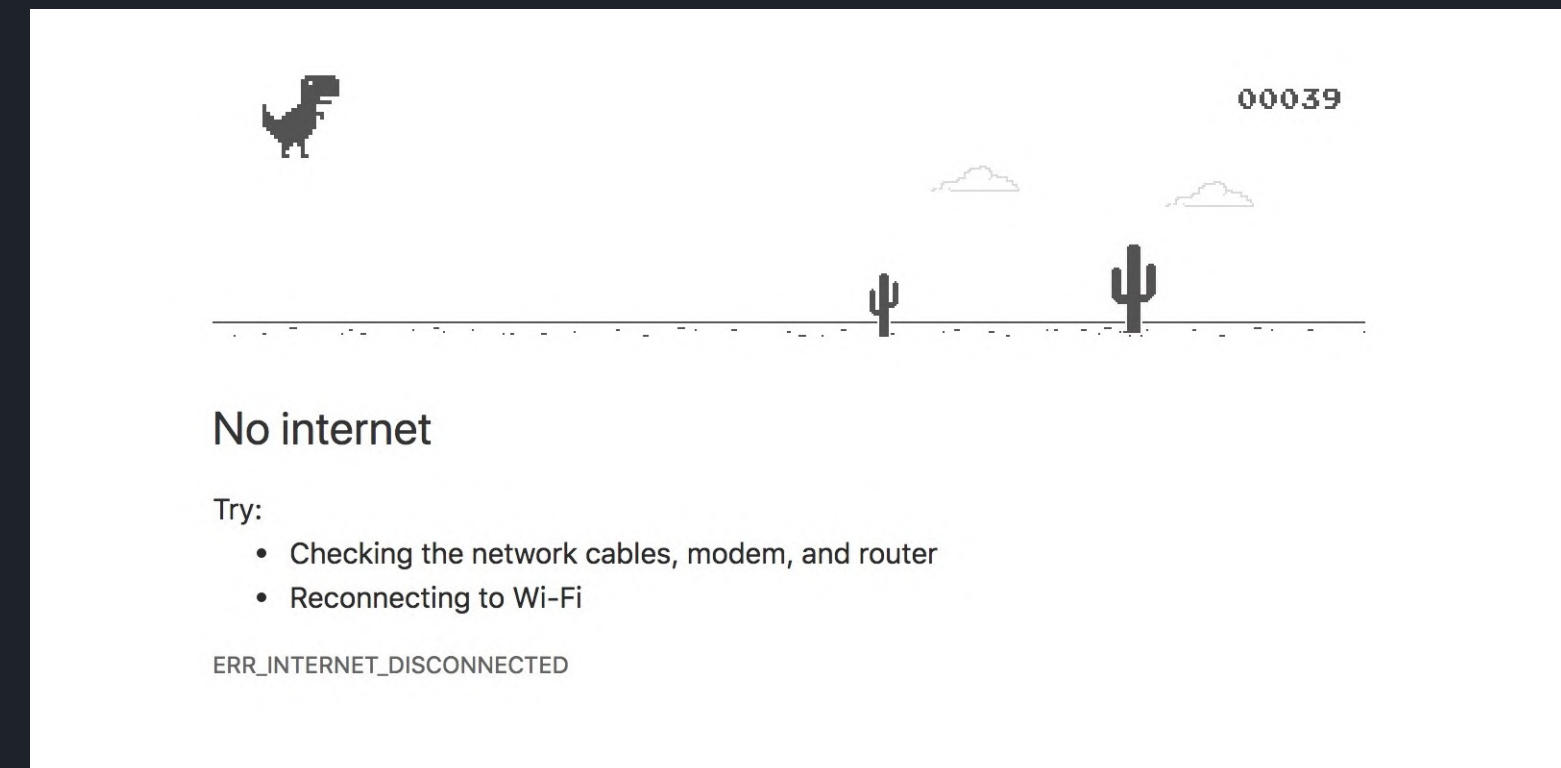 00039
No internet
Try:
• Checking the network cables, modem, and router
• Reconnecting to Wi-Fi
ERR_INTERNET_DISCONNECTED